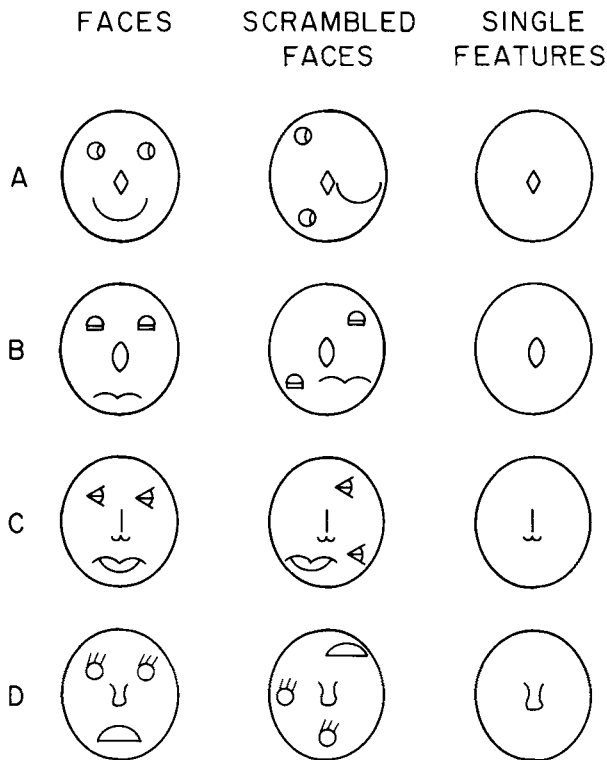 FACES
SCRAMBLED
FACES
SINGLE
FEATURES
A
B
C
D